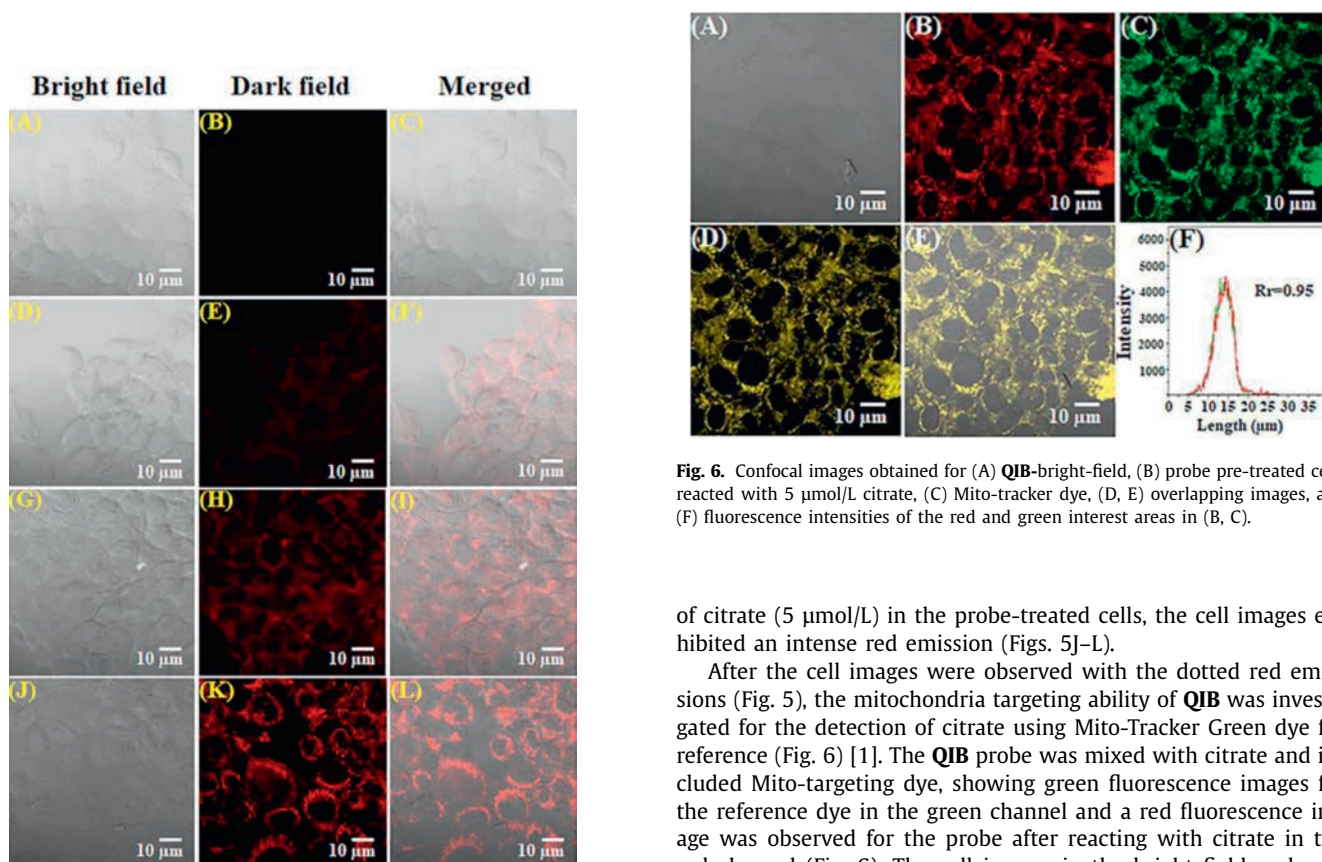 Bright field Dark field Merged
(A) (B) (C)
10 µm 10 µm 10 µm
(D) (E) (F)
10 µm 10 µm 10 µm
(G) (H) (I)
10 µm 10 µm 10 µm
(J) (K) (L)
10 µm 10 µm 10 µm
(A) (B) (C)
10 µm 10 µm 10 µm
(D) (E) (F)
10 µm 10 µm
6000
5000
4000
3000
2000
1000
Intensity
Rr=0.95
0 5 10 15 20 25 30 35
Length (µm)
Fig. 6. Confocal images obtained for (A) QIB-bright-field, (B) probe pre-treated ce
reacted with 5 µmol/L citrate, (C) Mito-tracker dye, (D, E) overlapping images, a
(F) fluorescence intensities of the red and green interest areas in (B, C).
of citrate (5 µmol/L) in the probe-treated cells, the cell images e
hibited an intense red emission (Figs. 5J–L).
After the cell images were observed with the dotted red em
sions (Fig. 5), the mitochondria targeting ability of QIB was inves
gated for the detection of citrate using Mito-Tracker Green dye f
reference (Fig. 6) [1]. The QIB probe was mixed with citrate and i
cluded Mito-targeting dye, showing green fluorescence images f
the reference dye in the green channel and a red fluorescence in
age was observed for the probe after reacting with citrate in t